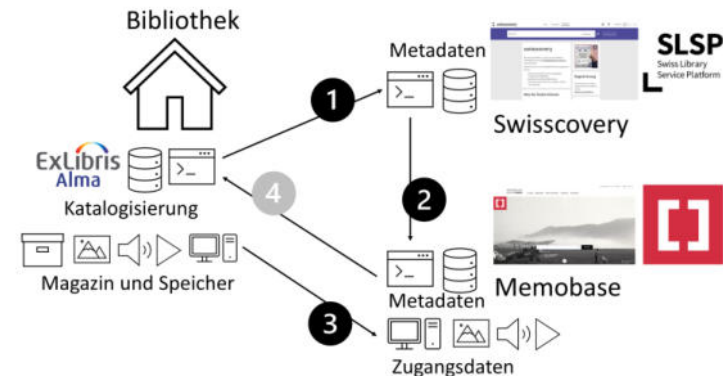 Bibliothek
Metadaten
SLSP
Swiss Library
Service Platform
1
Swisscovery
ExLibris
Alma
Katalogisierung
4
2
Magazin und Speicher
Metadaten
Memobase
3
Zugangsdaten